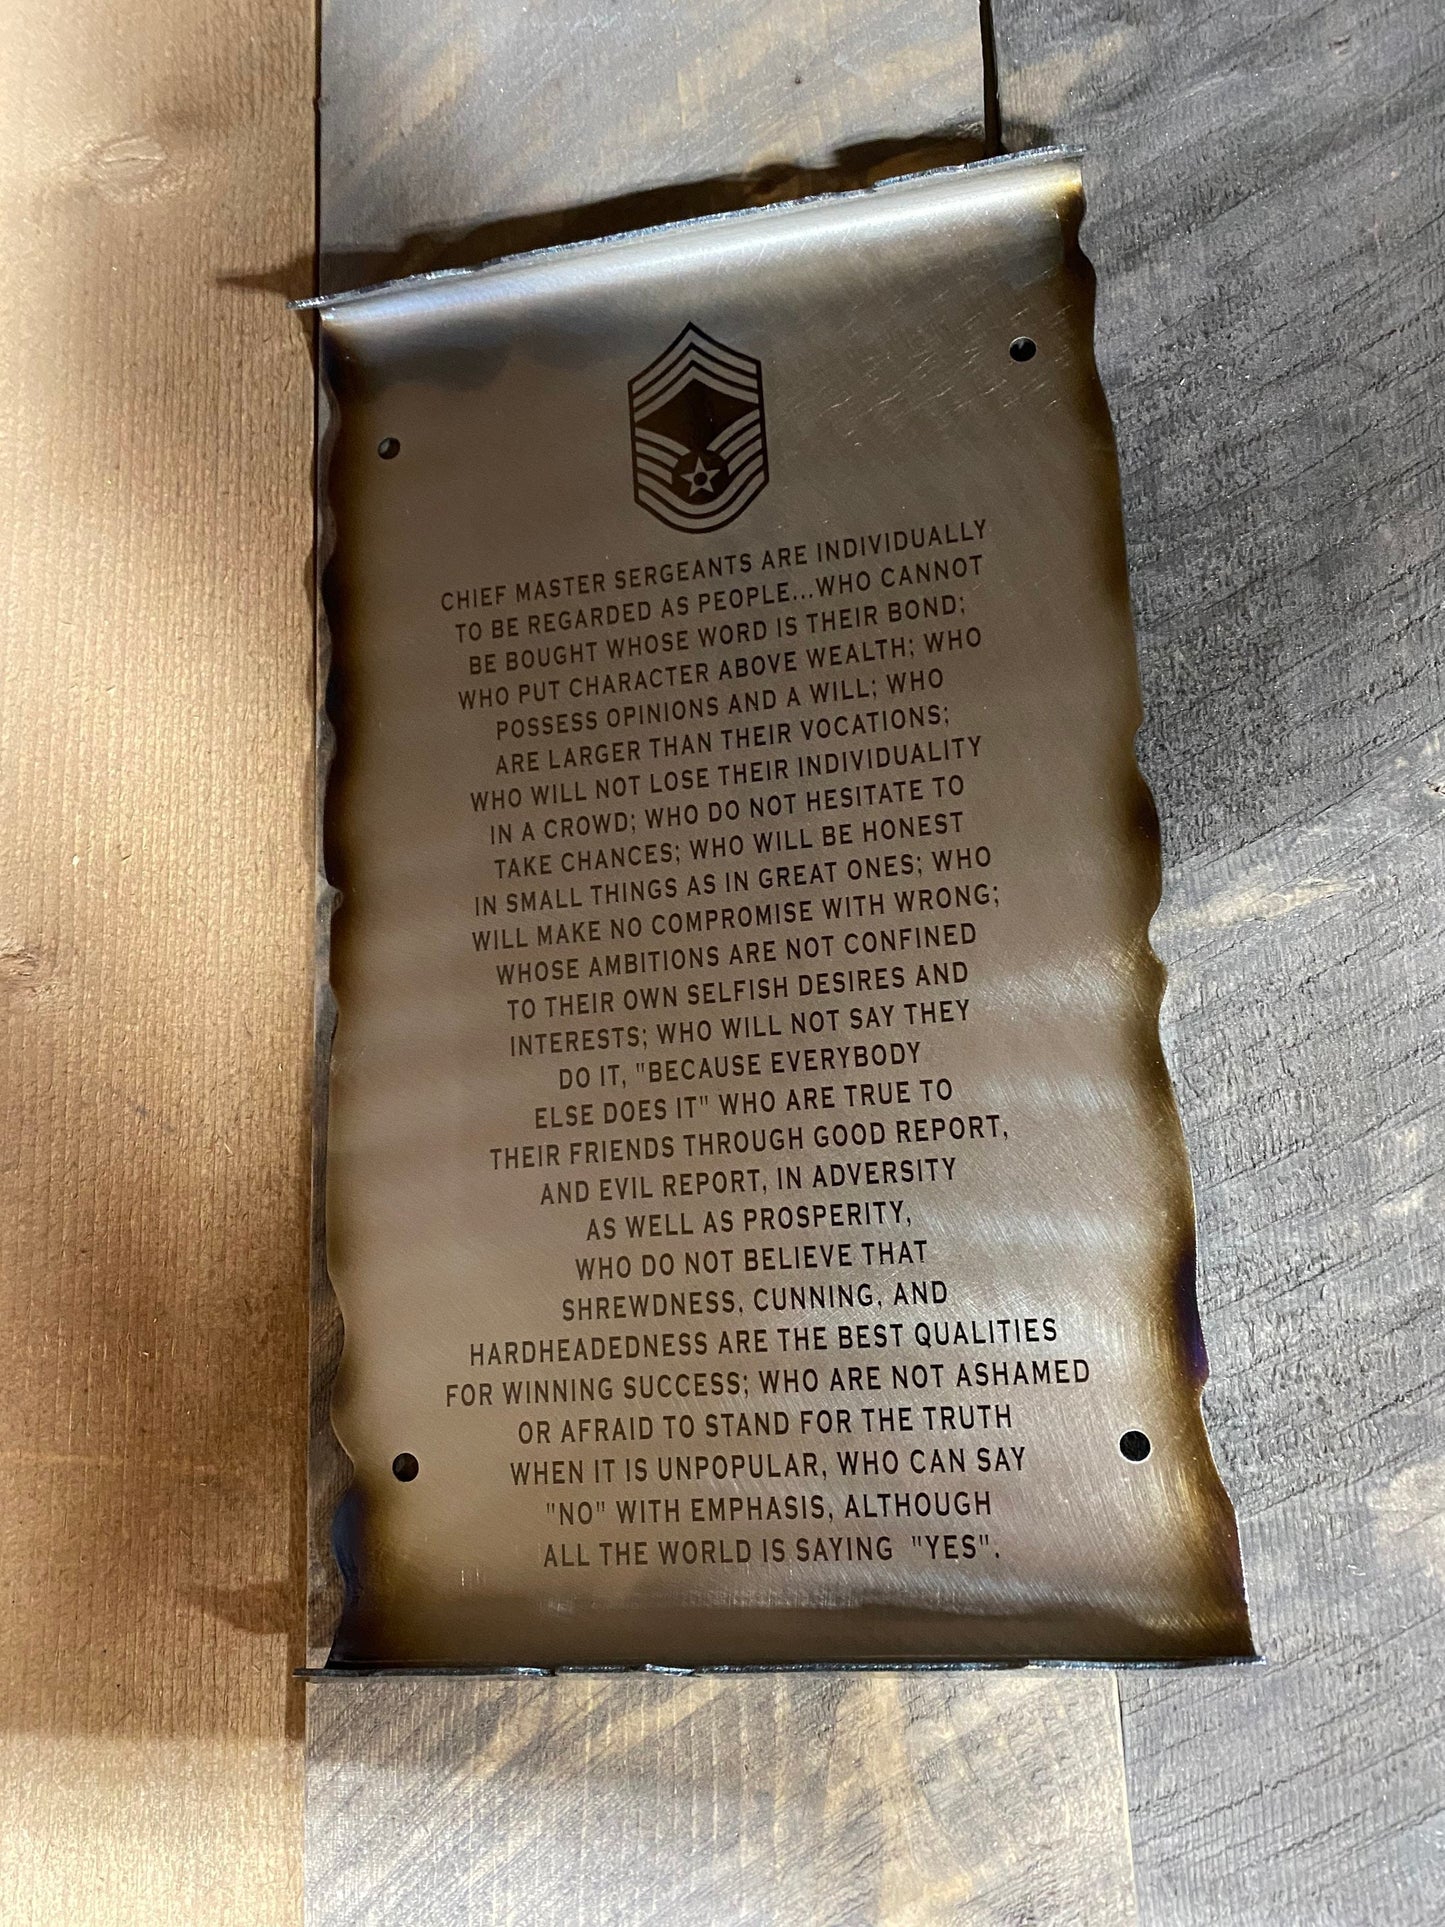 CHIEF MASTER SERGEANTS ARE INDIVIDUALLY
TO BE REGARDED AS PEOPLE...WHO CANNOT
BE BOUGHT WHOSE WORD IS THEIR BOND;
WHO PUT CHARACTER ABOVE WEALTH; WHO
POSSESS OPINIONS AND A WILL; WHO
ARE LARGER THAN THEIR VOCATIONS;
WHO WILL NOT LOSE THEIR INDIVIDUALITY
IN A CROWD; WHO DO NOT HESITATE TO
TAKE CHANCES; WHO WILL BE HONEST
IN SMALL THINGS AS IN GREAT ONES; WHO
WILL MAKE NO COMPROMISE WITH WRONG;
WHOSE AMBITIONS ARE NOT CONFINED
TO THEIR OWN SELFISH DESIRES AND
INTERESTS; WHO WILL NOT SAY THEY
DO IT, "BECAUSE EVERYBODY
ELSE DOES IT" WHO ARE TRUE TO
THEIR FRIENDS THROUGH GOOD REPORT,
AND EVIL REPORT, IN ADVERSITY
AS WELL AS PROSPERITY,
WHO DO NOT BELIEVE THAT
SHREWDNESS, CUNNING, AND
HARDHEADEDNESS ARE THE BEST QUALITIES
FOR WINNING SUCCESS; WHO ARE NOT ASHAMED
OR AFRAID TO STAND FOR THE TRUTH
WHEN IT IS UNPOPULAR, WHO CAN SAY
"NO" WITH EMPHASIS, ALTHOUGH
ALL THE WORLD IS SAYING "YES".